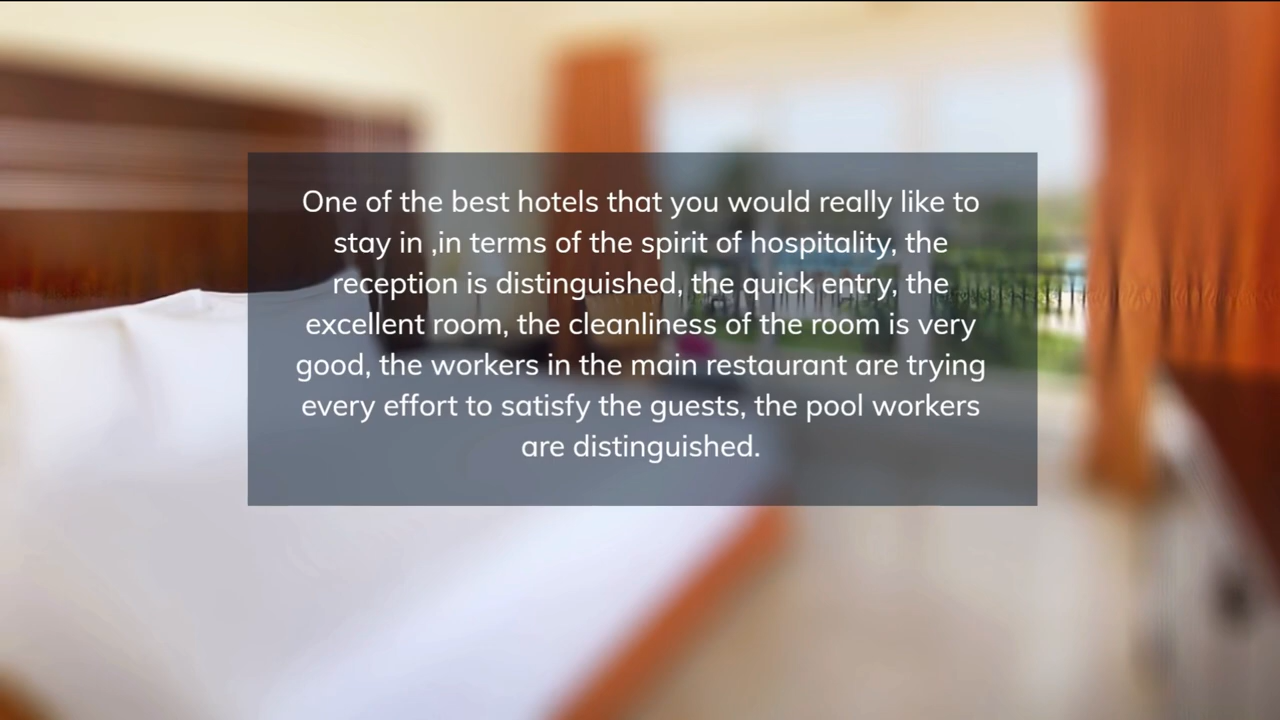 One of the best hotels that you would really like to
stay in ,in terms of the spirit of hospitality, the
reception is distinguished, the quick entry, the
excellent room, the cleanliness of the room is very
good, the workers in the main restaurant are trying
every effort to satisfy the guests, the pool workers
are distinguished.